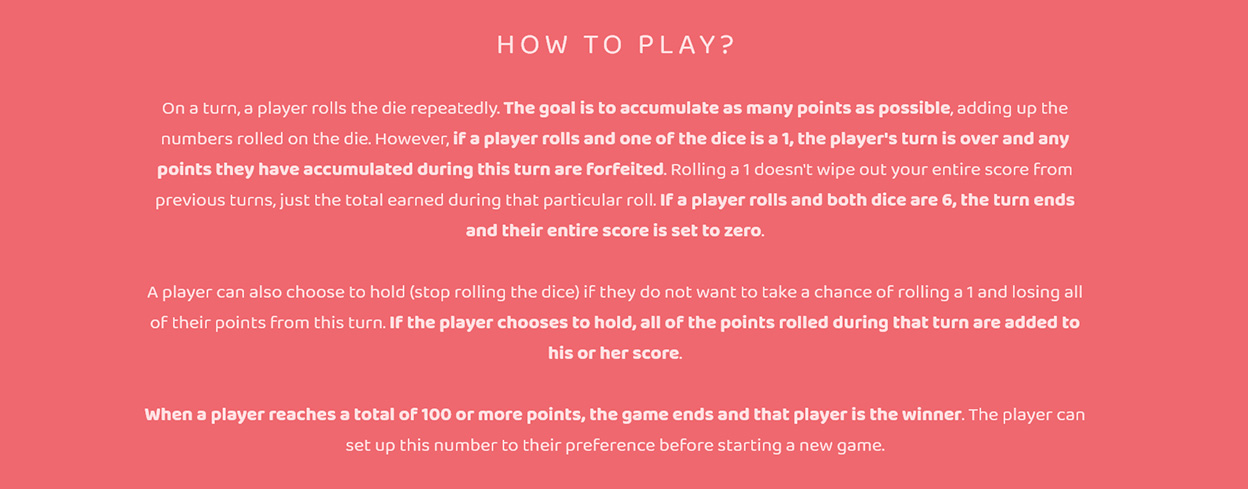 HOW TO PLAY?
On a turn, a player rolls the die repeatedly. The goal is to accumulate as many points as possible, adding up the
numbers rolled on the die. However, if a player rolls and one of the dice is a 1, the player's turn is over and any
points they have accumulated during this turn are forfeited. Rolling a 1 doesn't wipe out your entire score from
previous turns, just the total earned during that particular roll. If a player rolls and both dice are 6, the turn ends
and their entire score is set to zero.
A player can also choose to hold (stop rolling the dice) if they do not want to take a chance of rolling a 1 and losing all
of their points from this turn. If the player chooses to hold, all of the points rolled during that turn are added to
his or her score.
When a player reaches a total of 100 or more points, the game ends and that player is the winner. The player can
set up this number to their preference before starting a new game.